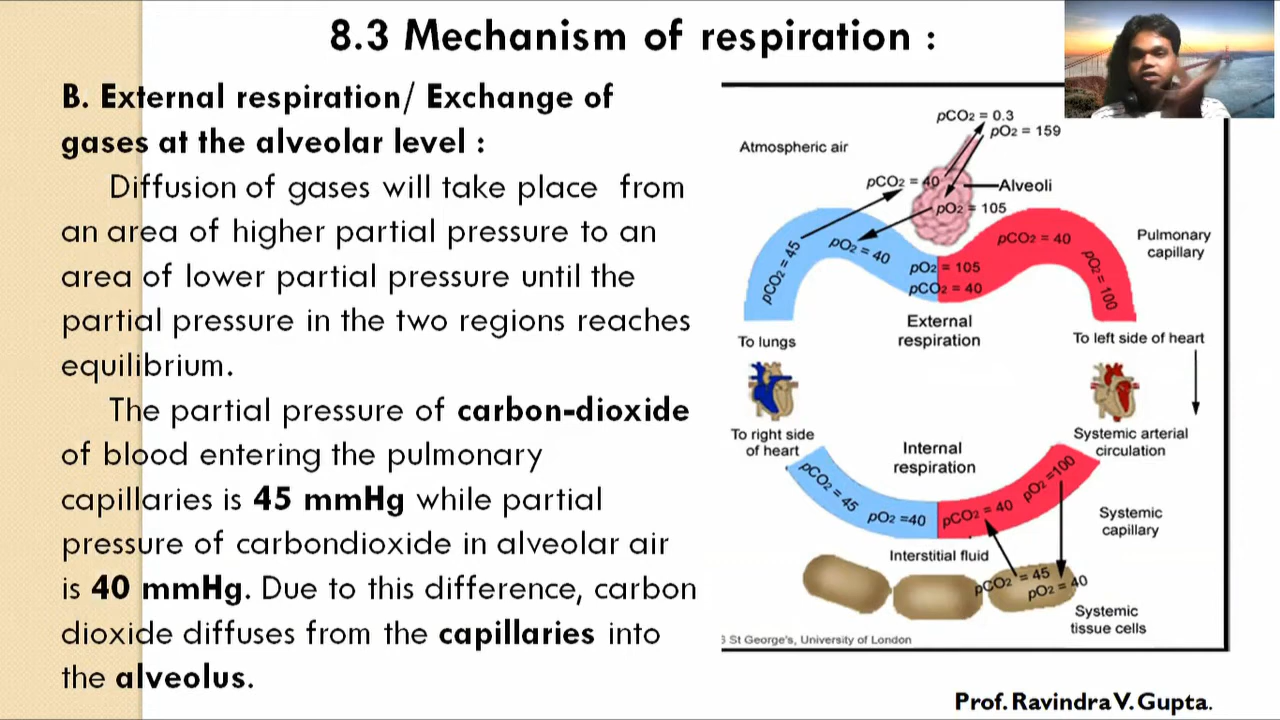 8.3 Mechanism of respiration :
B. External respiration/ Exchange of
gases at the alveolar level :
Diffusion of gases will take place from
an area of higher partial pressure to an
area of lower partial pressure until the
partial pressure in the two regions reaches
equilibrium.
The partial pressure of carbon-dioxide
of blood entering the pulmonary
capillaries is 45 mmHg while partial
pressure of carbondioxide in alveolar air
is 40 mmHg. Due to this difference, carbon
dioxide diffuses from the capillaries into
the alveolus.
pCO2 = 0.3
pO2 = 159
Atmospheric air
pCO2 = 40
Alveoli
pO2 = 105
pCO2 = 45
pO2 = 40
pO2 = 105
pCO2 = 40
pCO2 = 40
pO2 = 100
Pulmonary
capillary
External
respiration
To lungs
To left side of heart
To right side
of heart
Systemic arterial
circulation
Internal
respiration
pCO2 = 45
pO2 =40
pCO2 = 40
pO2 =100
Systemic
capillary
Interstitial fluid
pCO2 = 45
pO2 = 40
Systemic
tissue cells
St George's, University of London
Prof. Ravindra V. Gupta.